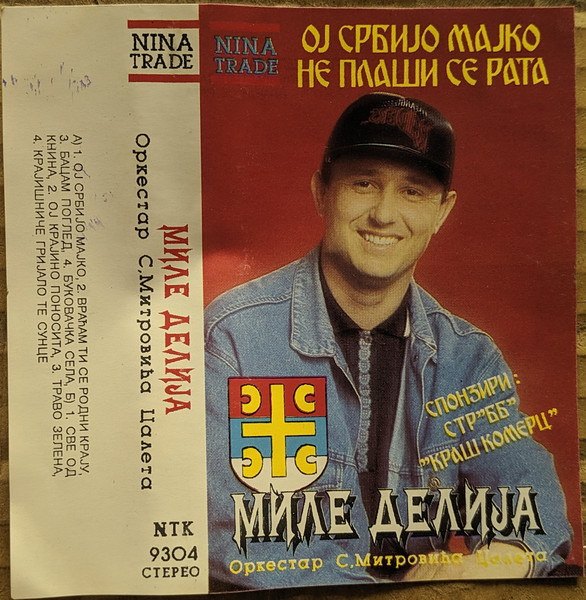 NINA
TRADE
Оркестар С.Митровића Цалета
МИЛЕ ДЕЛИЈА
NTK
9304
СТЕРЕО
А) 1. ОЈ СРБИЈО МАЈКО, 2. ВРАЋАМ ТИ СЕ РОДНИ КРАЈУ,
3. БАЦАМ ПОГЛЕД, 4. БУКОВАЧКА СЕЛА, Б) 1. СВЕ ОД
КНИНА, 2. ОЈ КРАЈИНО ПОНОСИТА, 3. ТРАВО ЗЕЛЕНА,
4. КРАЈИШНИЧЕ ГРИЈАЛО ТЕ СУНЦЕ
NINA
TRADE
ОЈ СРБИЈО МАЈКО
НЕ ПЛАШИ СЕ РАТА
СПОНЗИРИ :
СТР"ББ"
"КРАШ КОМЕРЦ"
МИЛЕ ДЕЛИЈА
Оркестар С.Митровића Цалета